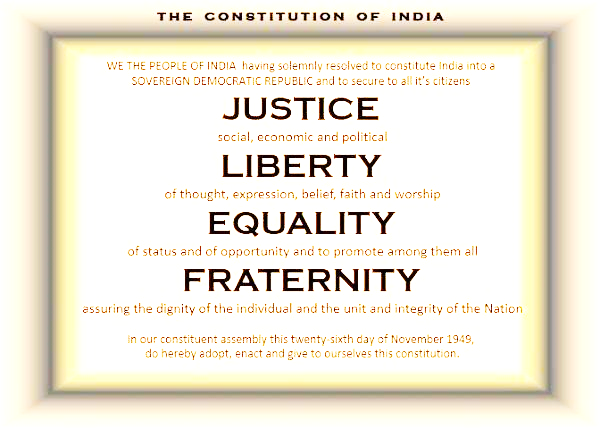 THE CONSTITUTION OF INDIA
WE THE PEOPLE OF INDIA having solemnly resolved to constitute India into a
SOVEREIGN DEMOCRATIC REPUBLIC and to secure to all it's citizens
JUSTICE
social, economic and political
LIBERTY
of thought, expression, belief, faith and worship
EQUALITY
of status and of opportunity and to promote among them all
FRATERNITY
assuring the dignity of the individual and the unit and integrity of the Nation
In our constituent assembly this twenty-sixth day of November 1949,
do hereby adopt, enact and give to ourselves this constitution.